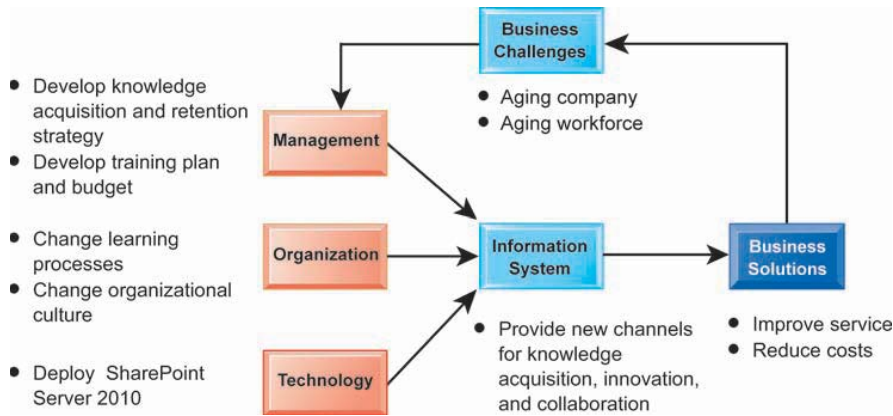 Business
Challenges
● Aging company
● Aging workforce
● Develop knowledge
acquisition and retention
strategy
● Develop training plan
and budget
Management
● Change learning
processes
● Change organizational
culture
Organization
Information
System
Business
Solutions
● Deploy SharePoint
Server 2010
Technology
● Provide new channels
for knowledge
acquisition, innovation,
and collaboration
● Improve service
● Reduce costs